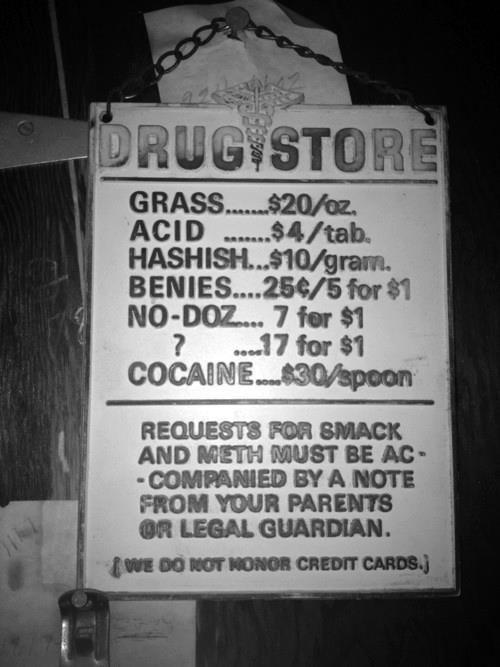 DRUG STORE
GRASS.......$20/oz.
ACID .......$4/tab.
HASHISH...$10/gram.
BENIES....25¢/5 for $1
NO-DOZ.... 7 for $1
? ....17 for $1
COCAINE....$30/spoon
REQUESTS FOR SMACK
AND METH MUST BE AC-
-COMPANIED BY A NOTE
FROM YOUR PARENTS
OR LEGAL GUARDIAN.
[WE DO NOT HONOR CREDIT CARDS.]